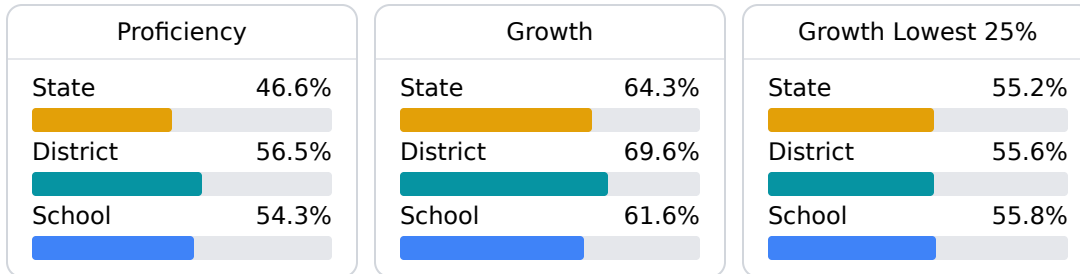 Proficiency
State 46.6%
District 56.5%
School 54.3%
Growth
State 64.3%
District 69.6%
School 61.6%
Growth Lowest 25%
State 55.2%
District 55.6%
School 55.8%